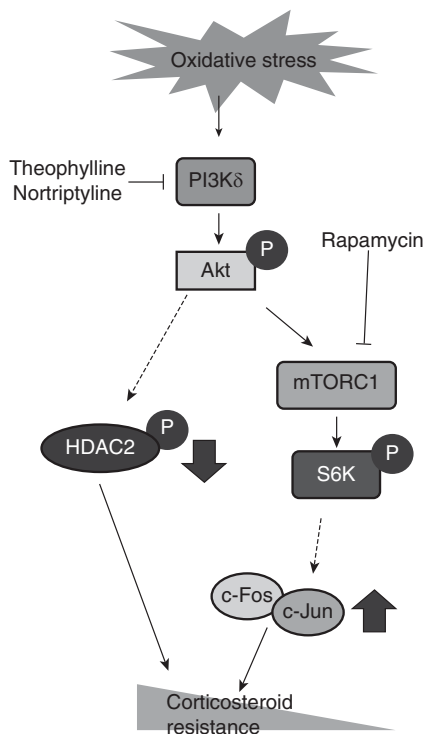 Oxidative stress
Theophylline
Nortriptyline
PI3Kδ
P
Akt
Rapamycin
mTORC1
P
HDAC2
P
S6K
c-Fos
c-Jun
Corticosteroid
resistance